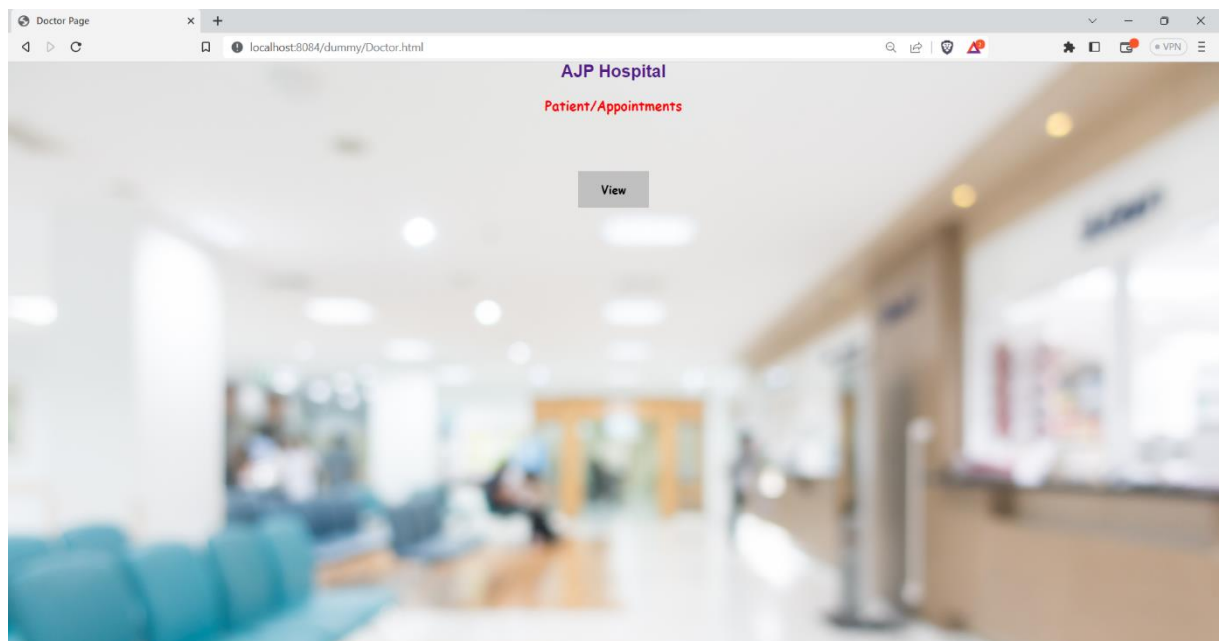 Doctor Page
localhost:8084/dummy/Doctor.html
VPN
AJP Hospital
Patient/Appointments
View